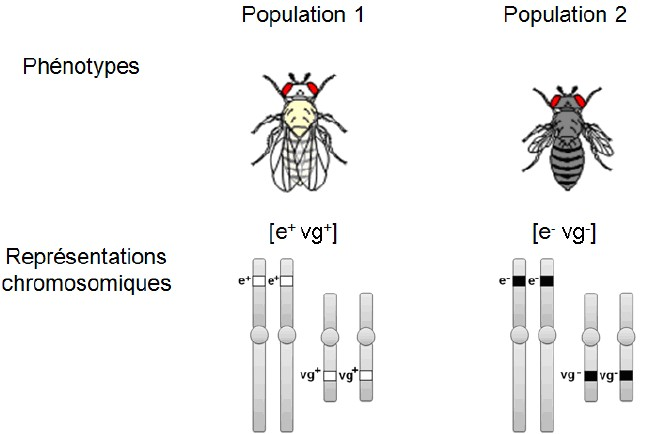 Population 1 Population 2
Phénotypes
[e⁺ vg⁺] [e⁻ vg⁻]
Représentations
chromosomiques
e⁺ e⁺ e⁻ e⁻
vg⁺ vg⁺ vg⁻ vg⁻